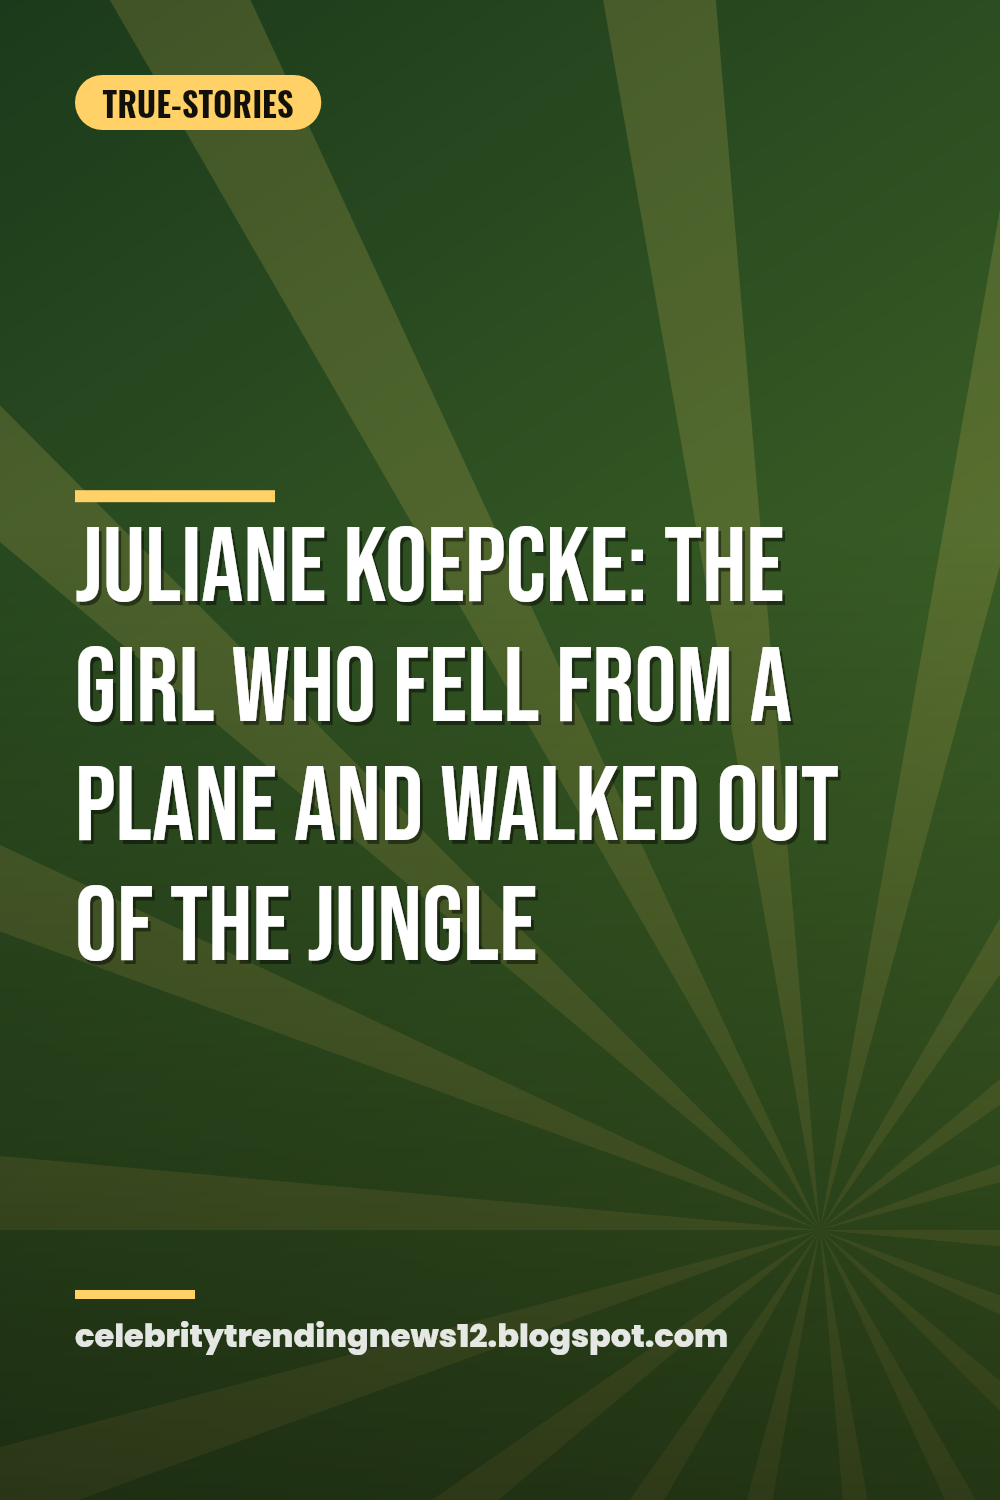 TRUE-STORIES
JULIANE KOEPCKE: THE
GIRL WHO FELL FROM A
PLANE AND WALKED OUT
OF THE JUNGLE
celebritytrendingnews12.blogspot.com